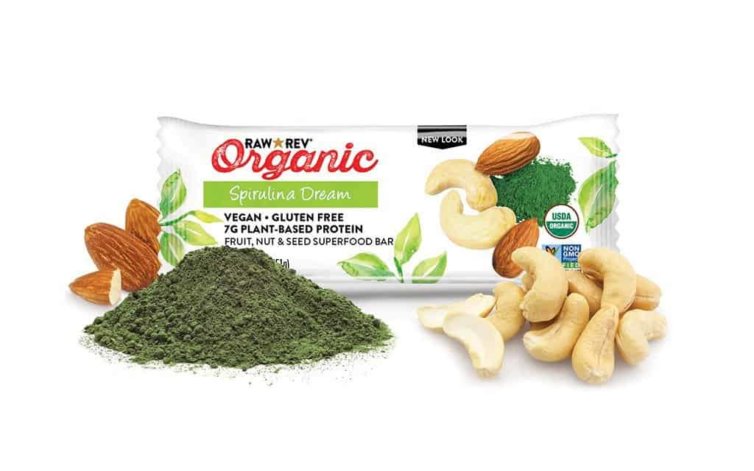 RAW REV
Organic
Spirulina Dream
VEGAN • GLUTEN FREE
7G PLANT-BASED PROTEIN
FRUIT, NUT & SEED SUPERFOOD BAR
NEW LOOK
USDA
ORGANIC
NON
GMO
Project